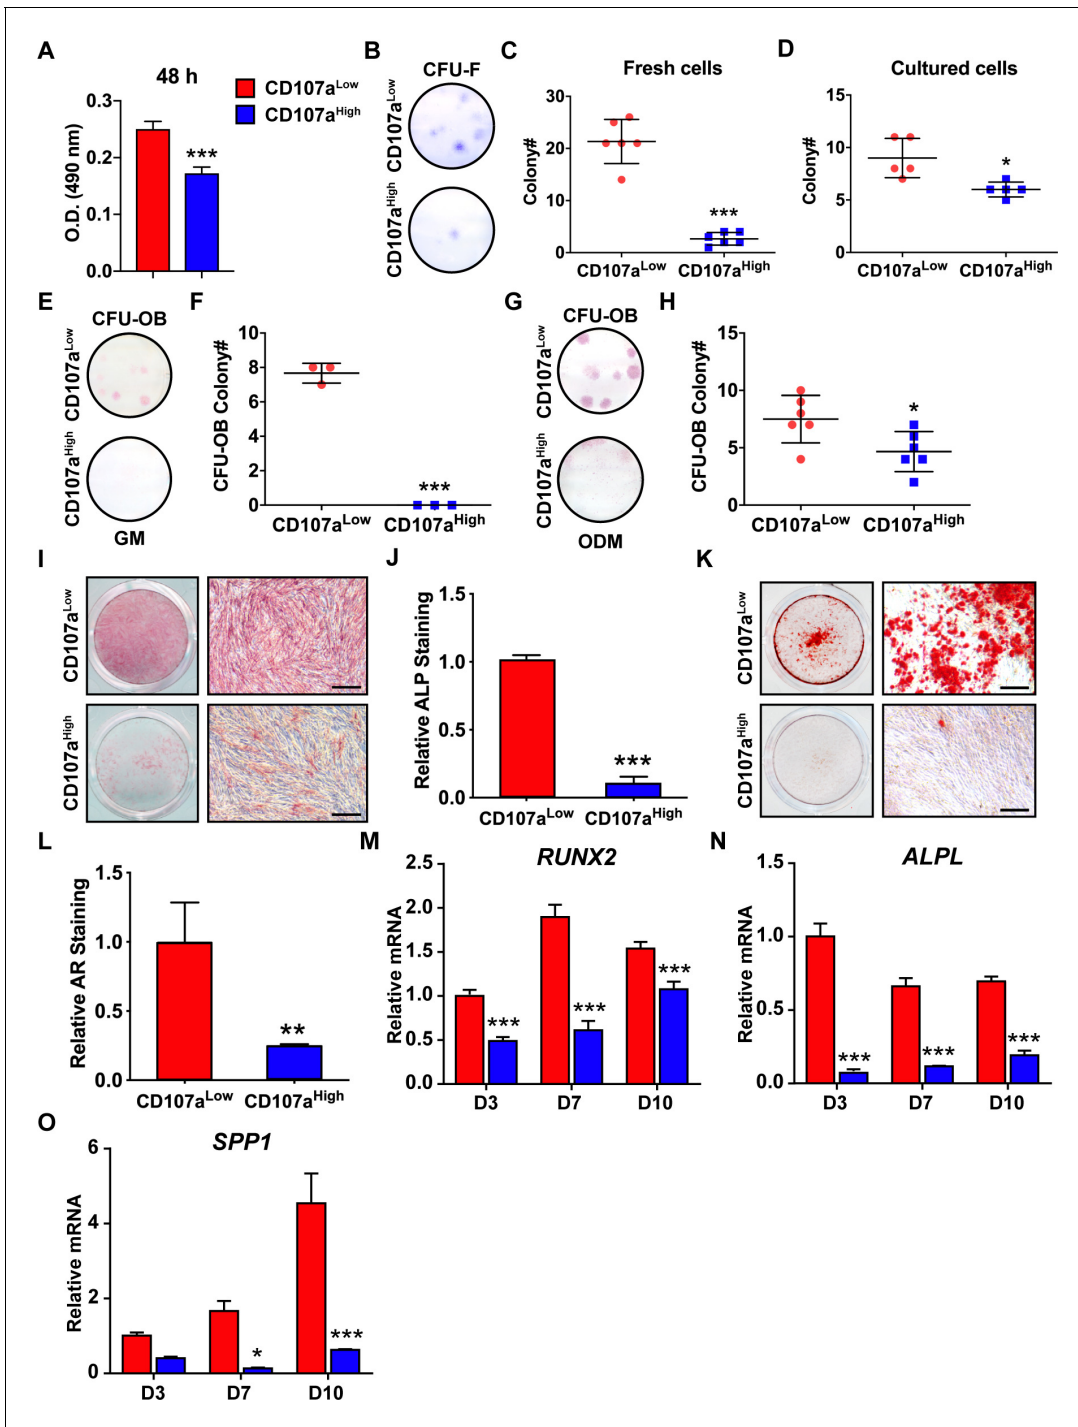 A
48 h
O.D. (490 nm)
0.3
0.2
0.1
0.0
***
CD107aLow
CD107aHigh
B
CFU-F
CD107aLow
CD107aHigh
C
Fresh cells
Colony#
30
20
10
0
***
CD107aLow
CD107aHigh
D
Cultured cells
Colony#
15
10
5
0
*
CD107aLow
CD107aHigh
E
CFU-OB
CD107aLow
CD107aHigh
GM
F
CFU-OB Colony#
10
8
6
4
2
0
***
CD107aLow
CD107aHigh
G
CFU-OB
CD107aLow
CD107aHigh
ODM
H
CFU-OB Colony#
15
10
5
0
*
CD107aLow
CD107aHigh
I
CD107aLow
CD107aHigh
J
Relative ALP Staining
1.5
1.0
0.5
0.0
***
CD107aLow
CD107aHigh
K
CD107aLow
CD107aHigh
L
Relative AR Staining
1.5
1.0
0.5
0.0
**
CD107aLow
CD107aHigh
M
RUNX2
Relative mRNA
2.5
2.0
1.5
1.0
0.5
0.0
***
***
***
D3
D7
D10
N
ALPL
Relative mRNA
1.5
1.0
0.5
0.0
***
***
***
D3
D7
D10
O
SPP1
Relative mRNA
6
4
2
0
*
***
D3
D7
D10